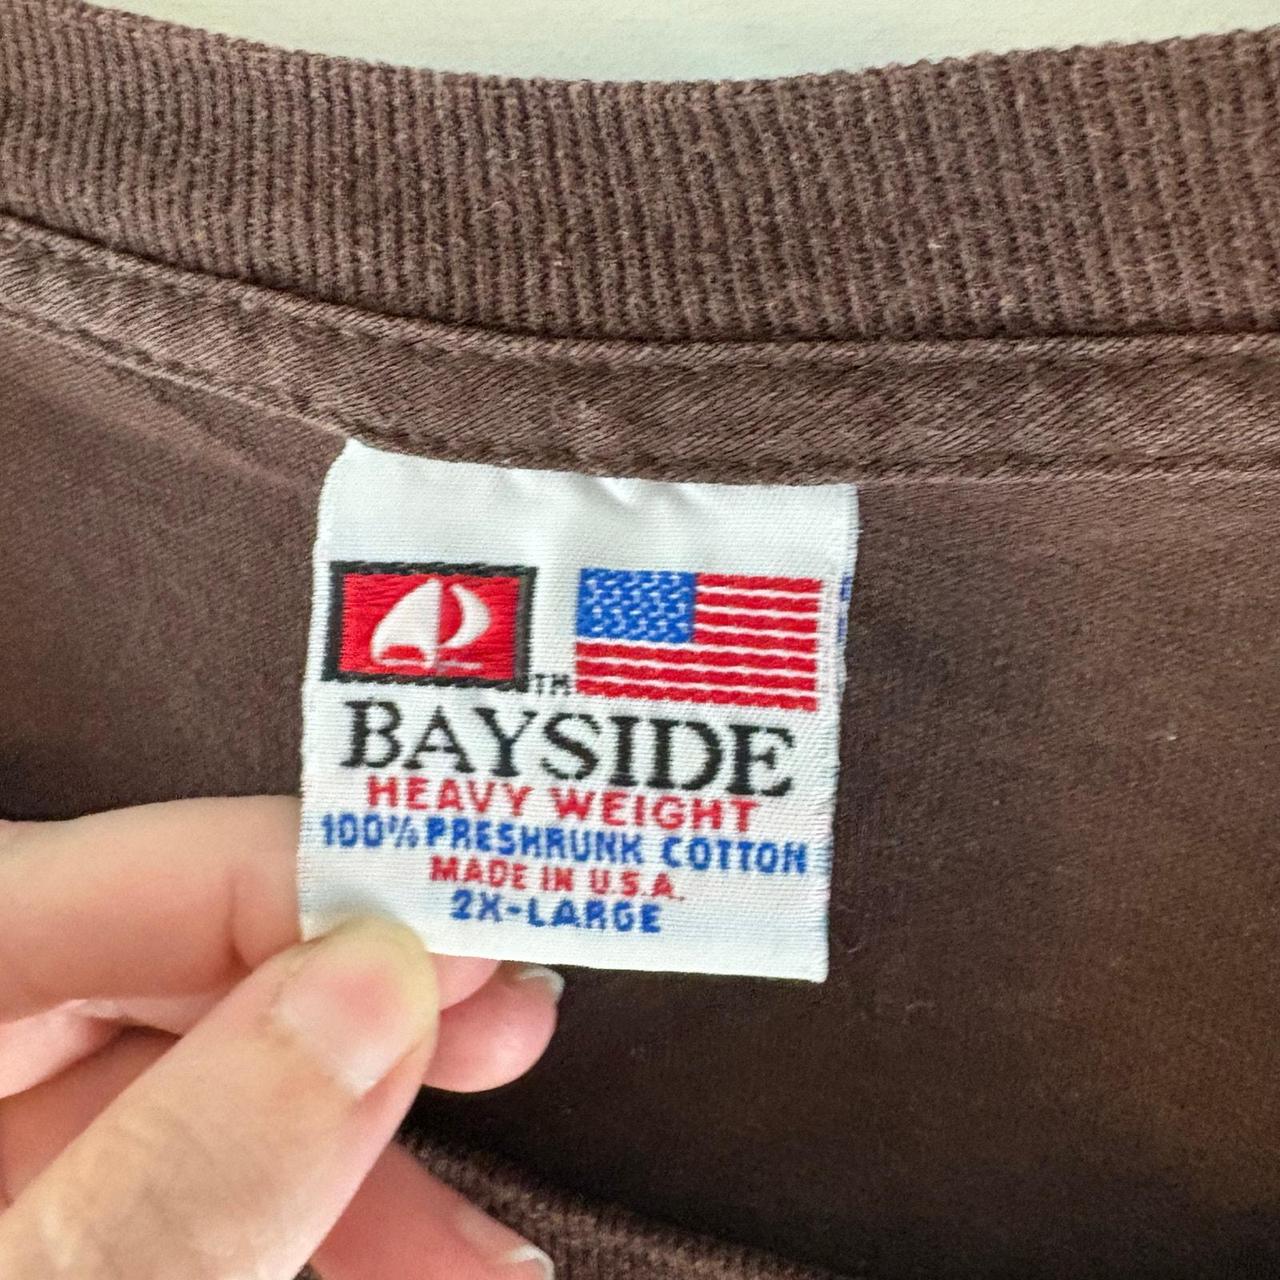 TM
BAYSIDE
HEAVY WEIGHT
100% PRESHRUNK COTTON
MADE IN U.S.A.
2X-LARGE